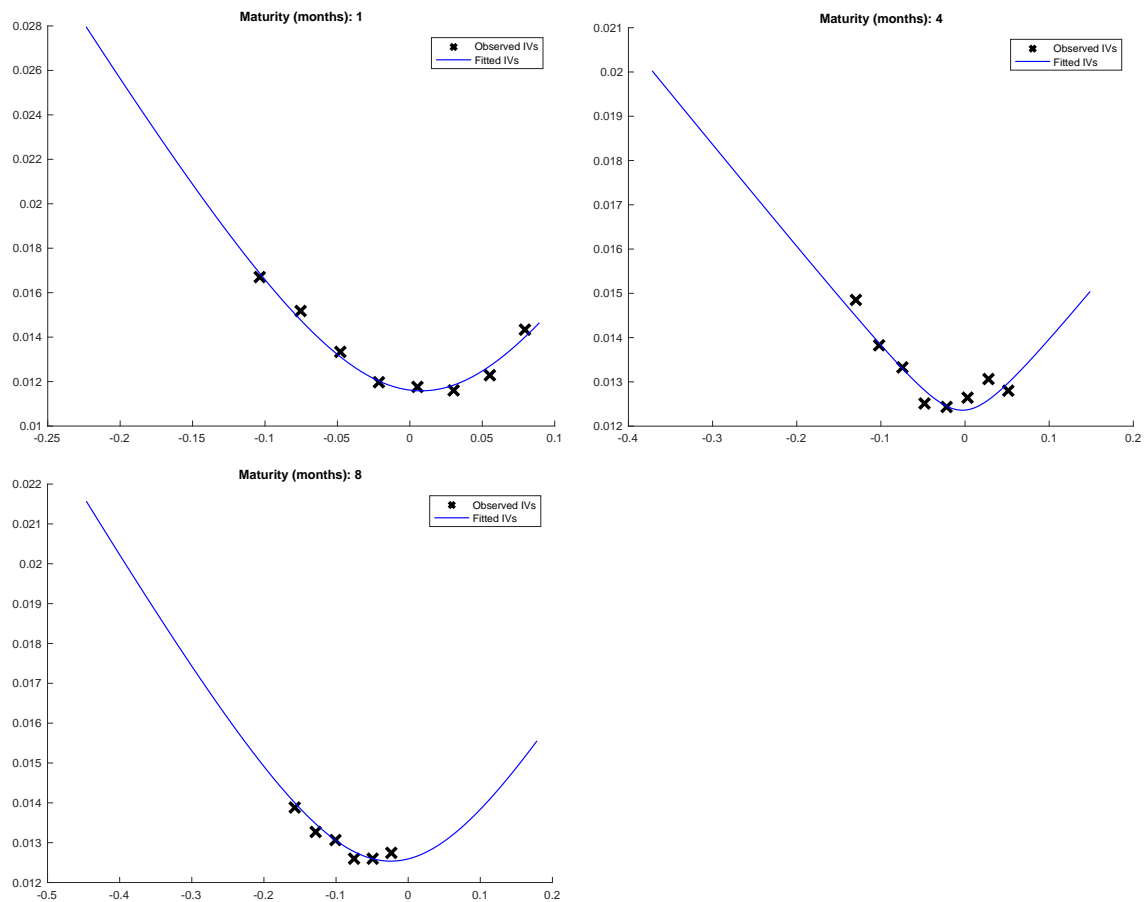 Maturity (months): 1
0.028
0.026
0.024
0.022
0.02
0.018
0.016
0.014
0.012
0.01
-0.25 -0.2 -0.15 -0.1 -0.05 0 0.05 0.1
Observed IVs
Fitted IVs
Maturity (months): 4
0.021
0.02
0.019
0.018
0.017
0.016
0.015
0.014
0.013
0.012
-0.4 -0.3 -0.2 -0.1 0 0.1 0.2
Observed IVs
Fitted IVs
Maturity (months): 8
0.022
0.021
0.02
0.019
0.018
0.017
0.016
0.015
0.014
0.013
0.012
-0.5 -0.4 -0.3 -0.2 -0.1 0 0.1 0.2
Observed IVs
Fitted IVs